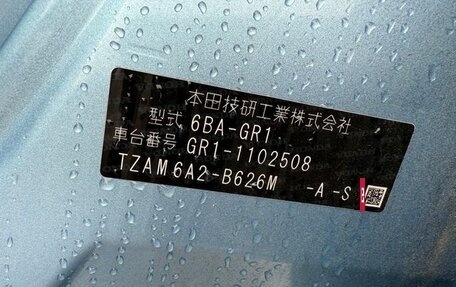 本田技研工業株式会社
型式 6BA-GR1
車台番号 GR1-1102508
TZAM6A2-B626M -A -S